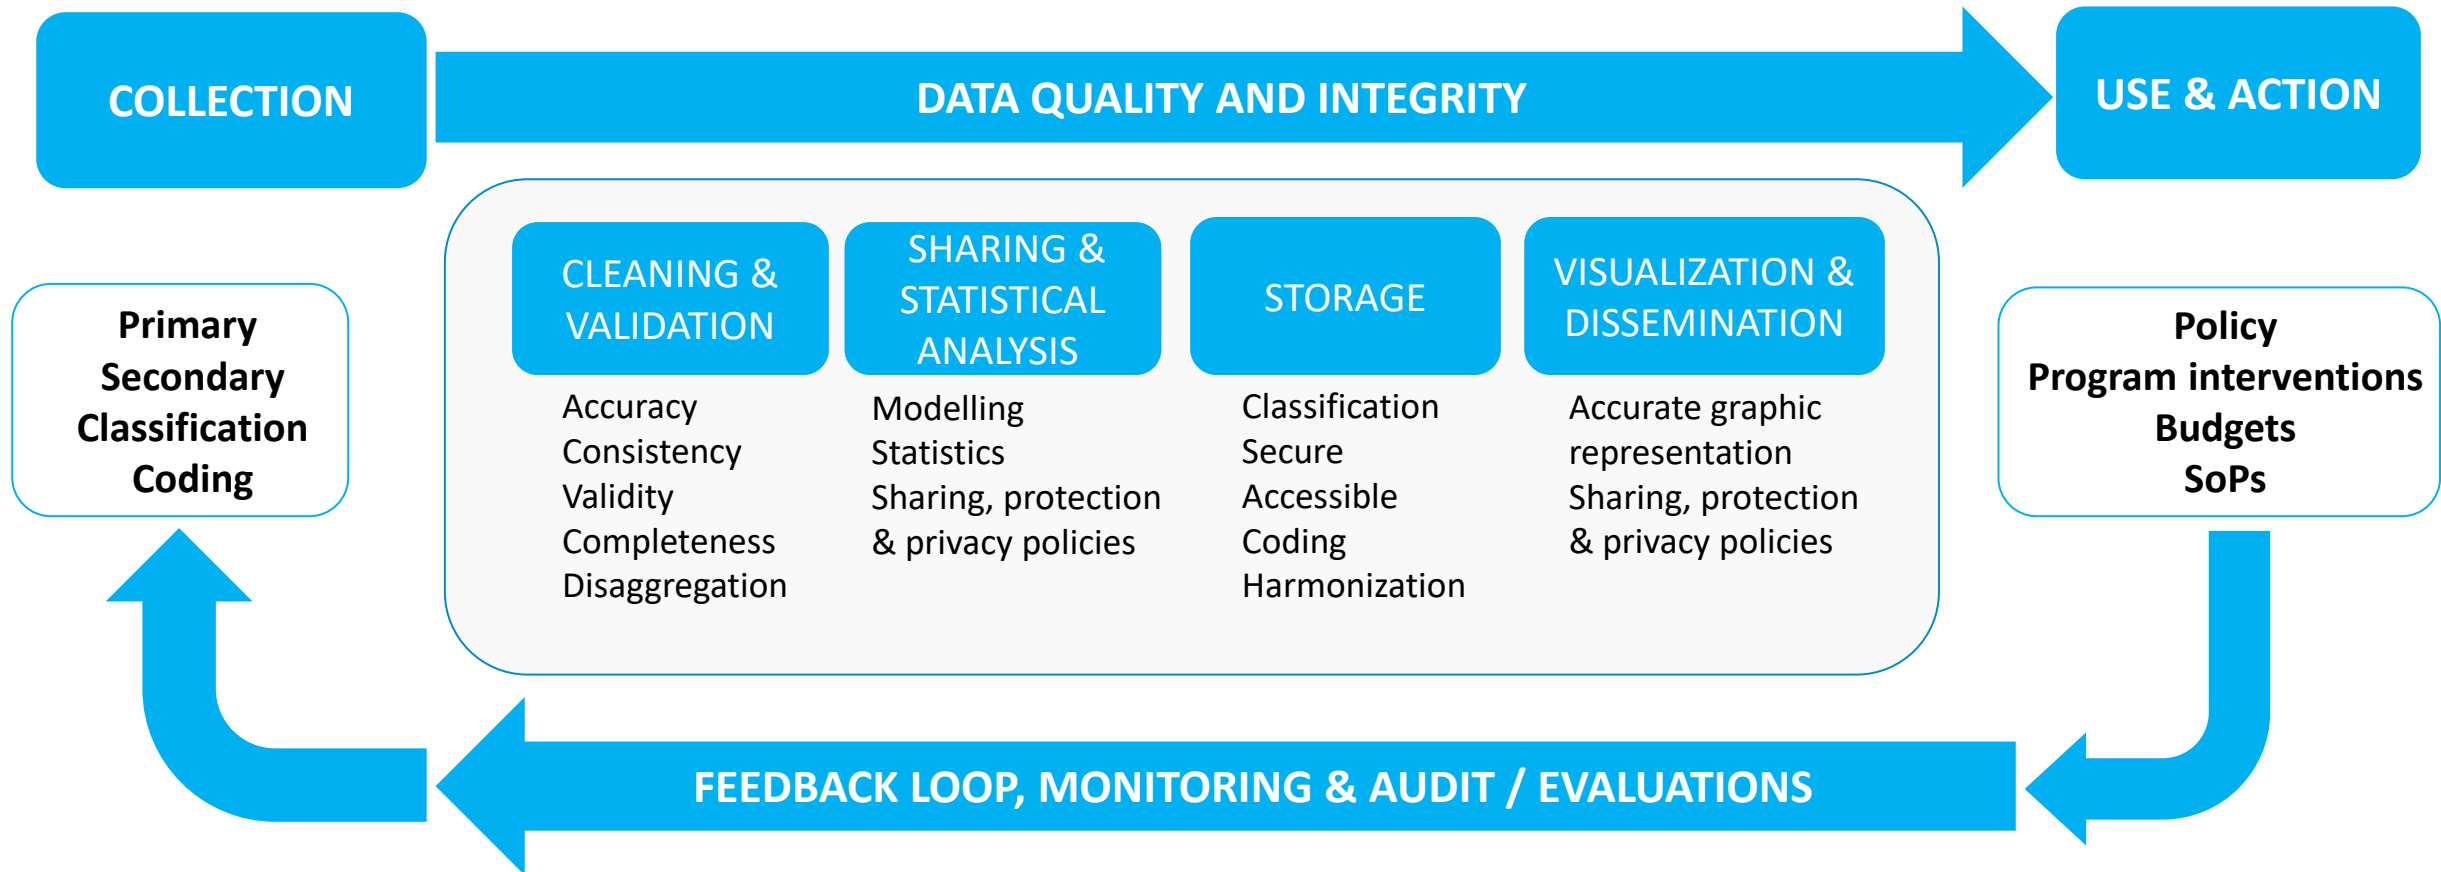 COLLECTION
DATA QUALITY AND INTEGRITY
USE & ACTION
Primary
Secondary
Classification
Coding
CLEANING &
VALIDATION
Accuracy
Consistency
Validity
Completeness
Disaggregation
SHARING &
STATISTICAL
ANALYSIS
Modelling
Statistics
Sharing, protection
& privacy policies
STORAGE
Classification
Secure
Accessible
Coding
Harmonization
VISUALIZATION &
DISSEMINATION
Accurate graphic
representation
Sharing, protection
& privacy policies
Policy
Program interventions
Budgets
SoPs
FEEDBACK LOOP, MONITORING & AUDIT / EVALUATIONS